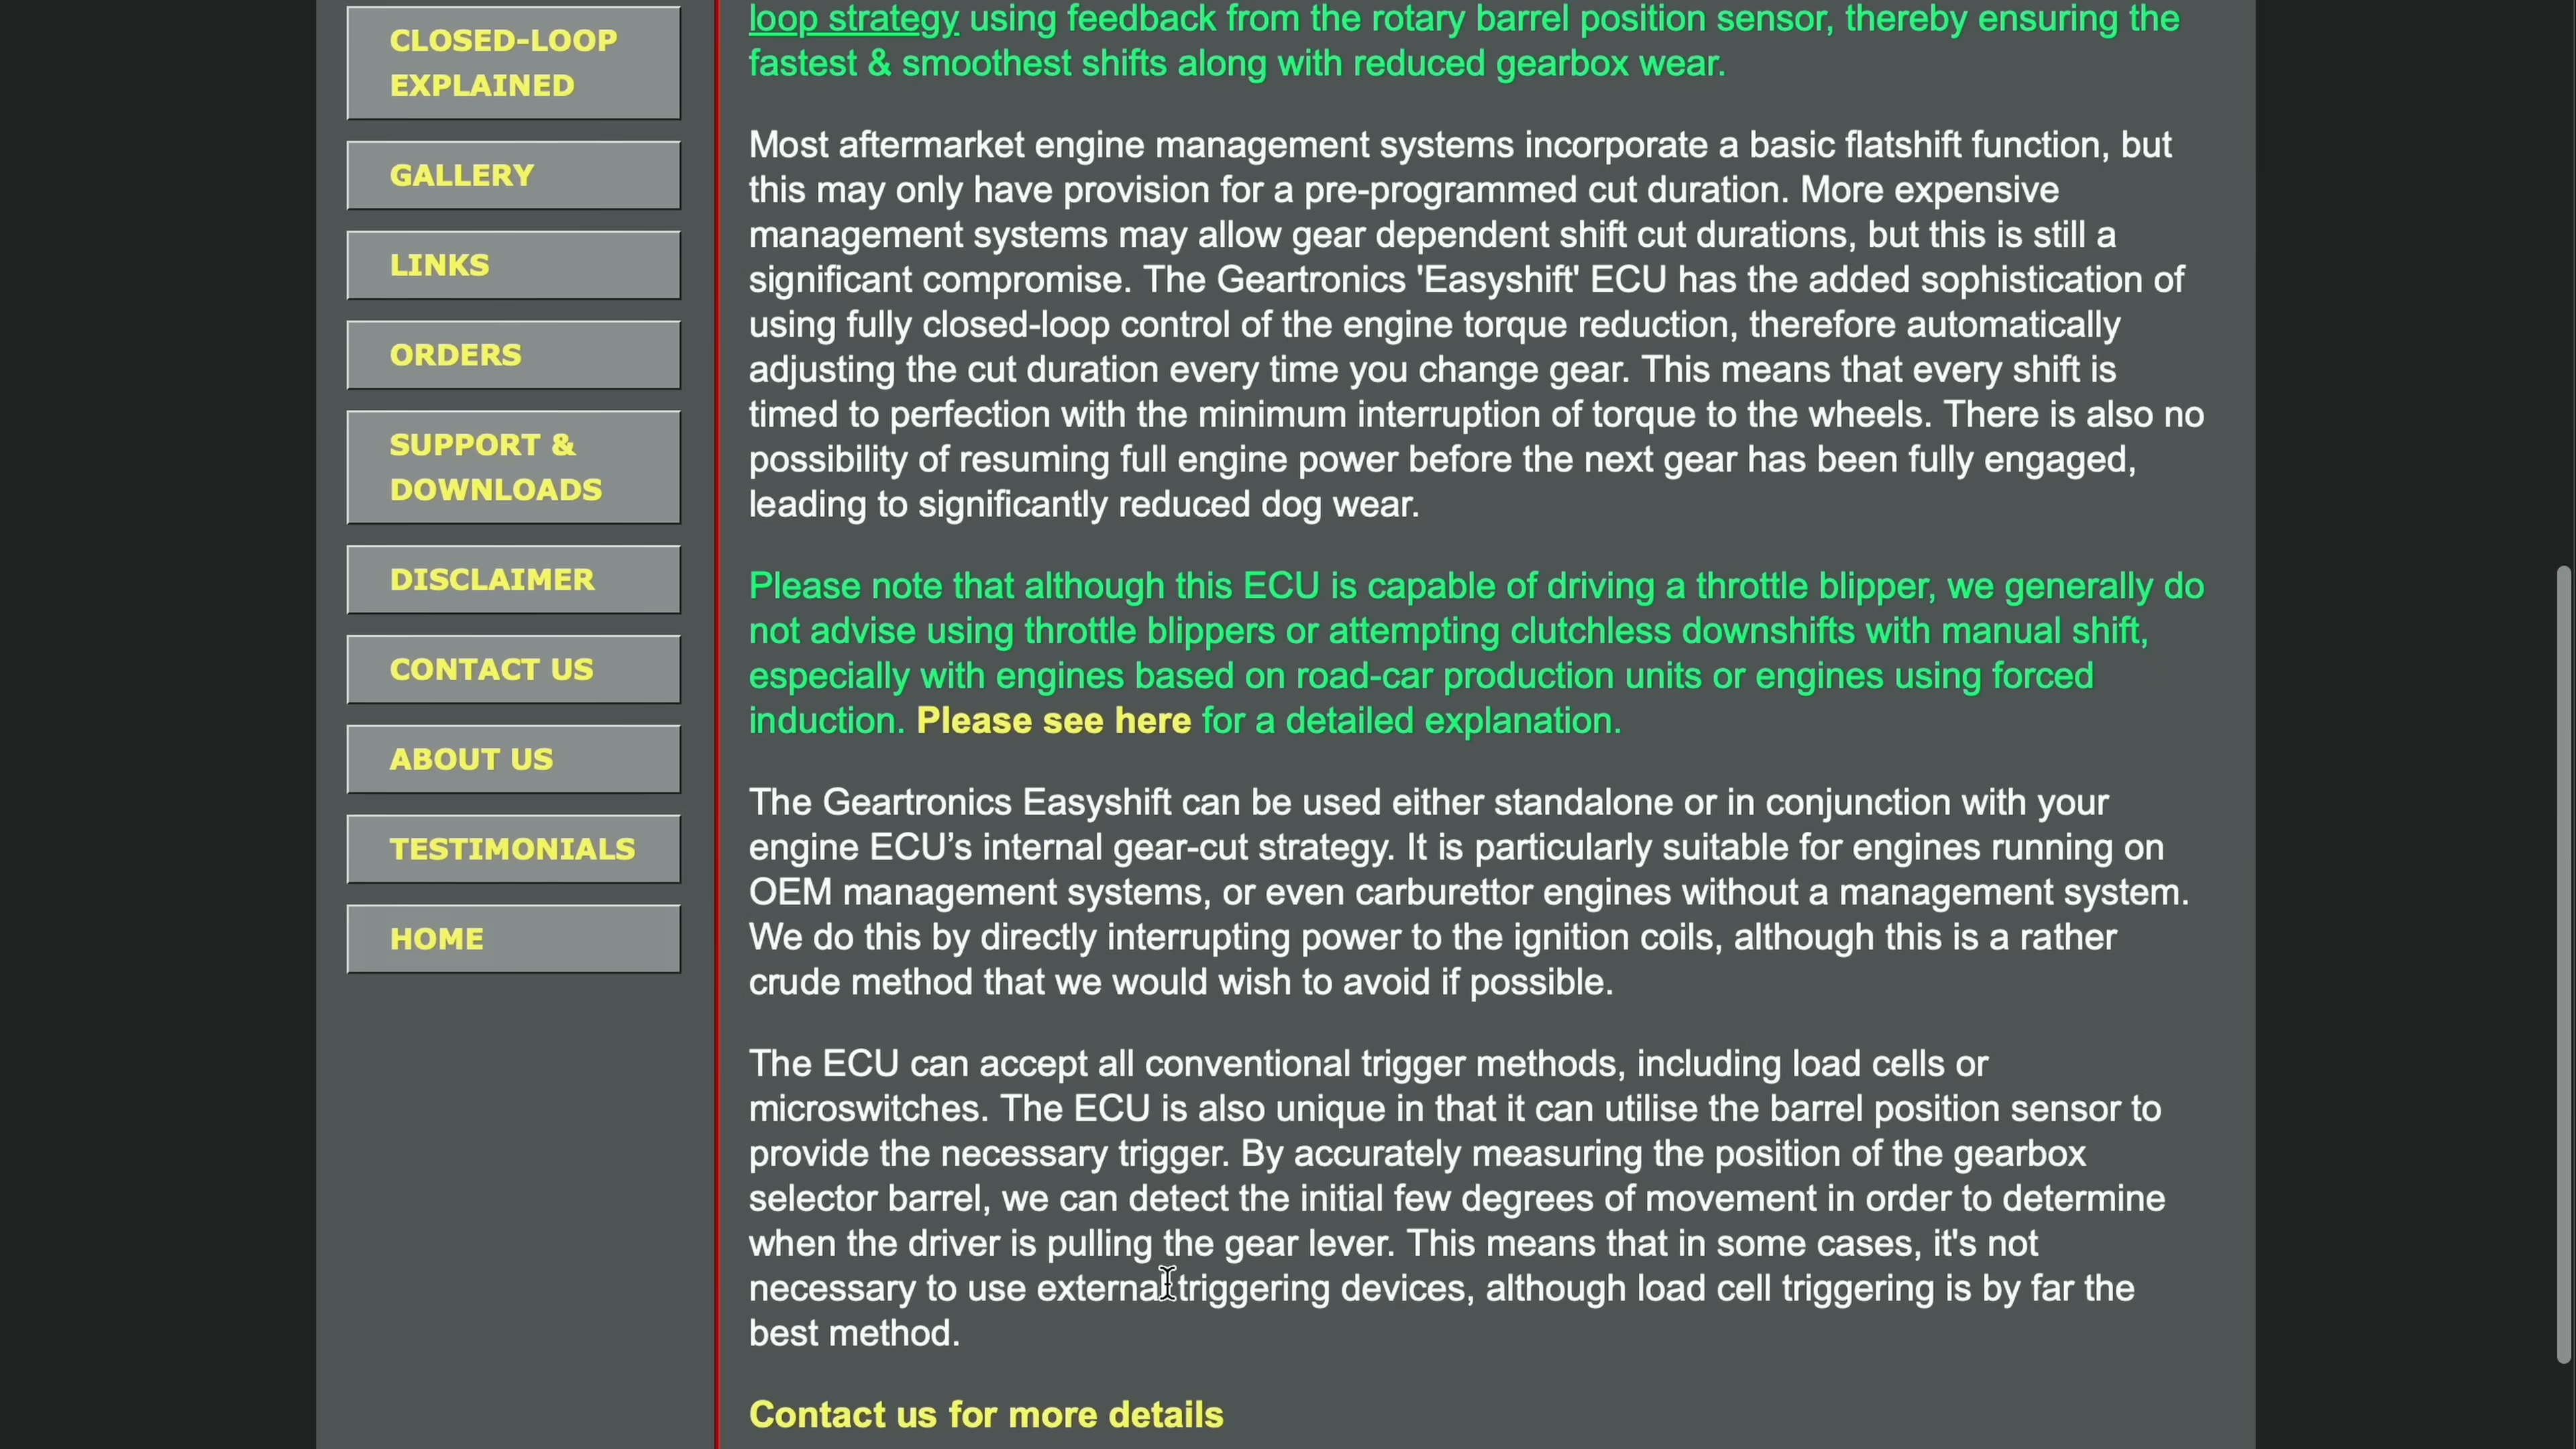 CLOSED-LOOP
EXPLAINED
GALLERY
LINKS
ORDERS
SUPPORT &
DOWNLOADS
DISCLAIMER
CONTACT US
ABOUT US
TESTIMONIALS
HOME
loop strategy using feedback from the rotary barrel position sensor, thereby ensuring the
fastest & smoothest shifts along with reduced gearbox wear.
Most aftermarket engine management systems incorporate a basic flatshift function, but
this may only have provision for a pre-programmed cut duration. More expensive
management systems may allow gear dependent shift cut durations, but this is still a
significant compromise. The Geartronics 'Easyshift' ECU has the added sophistication of
using fully closed-loop control of the engine torque reduction, therefore automatically
adjusting the cut duration every time you change gear. This means that every shift is
timed to perfection with the minimum interruption of torque to the wheels. There is also no
possibility of resuming full engine power before the next gear has been fully engaged,
leading to significantly reduced dog wear.
Please note that although this ECU is capable of driving a throttle blipper, we generally do
not advise using throttle blippers or attempting clutchless downshifts with manual shift,
especially with engines based on road-car production units or engines using forced
induction. Please see here for a detailed explanation.
The Geartronics Easyshift can be used either standalone or in conjunction with your
engine ECU’s internal gear-cut strategy. It is particularly suitable for engines running on
OEM management systems, or even carburettor engines without a management system.
We do this by directly interrupting power to the ignition coils, although this is a rather
crude method that we would wish to avoid if possible.
The ECU can accept all conventional trigger methods, including load cells or
microswitches. The ECU is also unique in that it can utilise the barrel position sensor to
provide the necessary trigger. By accurately measuring the position of the gearbox
selector barrel, we can detect the initial few degrees of movement in order to determine
when the driver is pulling the gear lever. This means that in some cases, it's not
necessary to use external triggering devices, although load cell triggering is by far the
best method.
Contact us for more details